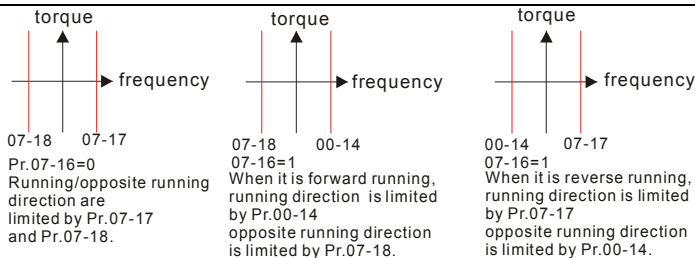 torque
frequency
07-18 07-17
Pr.07-16=0
Running/opposite running
direction are
limited by Pr.07-17
and Pr.07-18.
torque
frequency
07-18 00-14
07-16=1
When it is forward running,
running direction is limited
by Pr.00-14
opposite running direction
is limited by Pr.07-18.
torque
frequency
00-14 07-17
07-16=1
When it is reverse running,
running direction is limited
by Pr.07-17
opposite running direction
is limited by Pr.00-14.